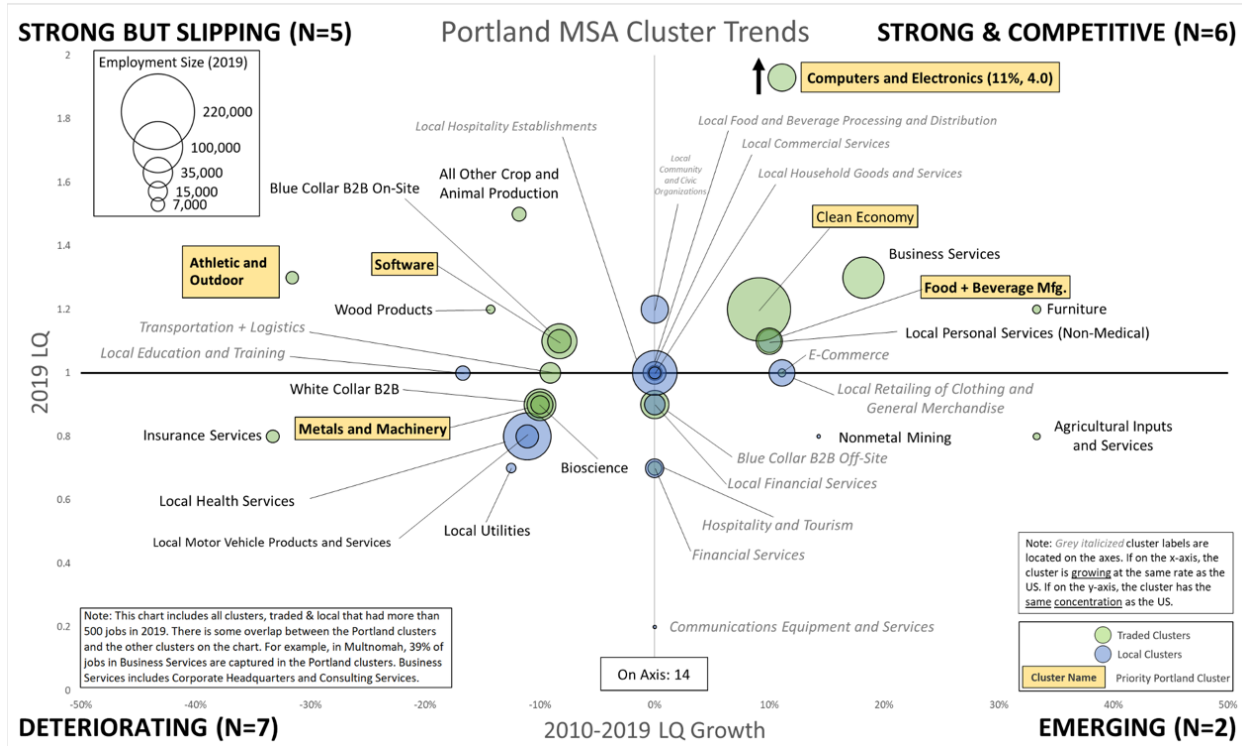 STRONG BUT SLIPPING (N=5)
Portland MSA Cluster Trends
STRONG & COMPETITIVE (N=6)
Employment Size (2019)
220,000
100,000
35,000
15,000
7,000
2
1.8
1.6
1.4
1.2
1
0.8
0.6
0.4
0.2
0
2019 LQ
Computers and Electronics (11%, 4.0)
Local Hospitality Establishments
Local Food and Beverage Processing and Distribution
Local Commercial Services
Local
Community
and Civic
Organizations
Local Household Goods and Services
All Other Crop and
Animal Production
Blue Collar B2B On-Site
Clean Economy
Athletic and
Outdoor
Software
Business Services
Food + Beverage Mfg.
Wood Products
Furniture
Transportation + Logistics
Local Personal Services (Non-Medical)
Local Education and Training
E-Commerce
White Collar B2B
Local Retailing of Clothing and
General Merchandise
Metals and Machinery
Insurance Services
Nonmetal Mining
Agricultural Inputs
and Services
Blue Collar B2B Off-Site
Bioscience
Local Financial Services
Local Health Services
Local Utilities
Hospitality and Tourism
Local Motor Vehicle Products and Services
Financial Services
Communications Equipment and Services
Note: Grey italicized cluster labels are
located on the axes. If on the x-axis, the
cluster is growing at the same rate as the
US. If on the y-axis, the cluster has the
same concentration as the US.
Note: This chart includes all clusters, traded & local that had more than
500 jobs in 2019. There is some overlap between the Portland clusters
and the other clusters on the chart. For example, in Multnomah, 39% of
jobs in Business Services are captured in the Portland clusters. Business
Services includes Corporate Headquarters and Consulting Services.
Traded Clusters
Local Clusters
Cluster Name Priority Portland Cluster
On Axis: 14
-50%
-40%
-30%
-20%
-10%
0%
10%
20%
30%
40%
50%
DETERIORATING (N=7)
2010-2019 LQ Growth
EMERGING (N=2)